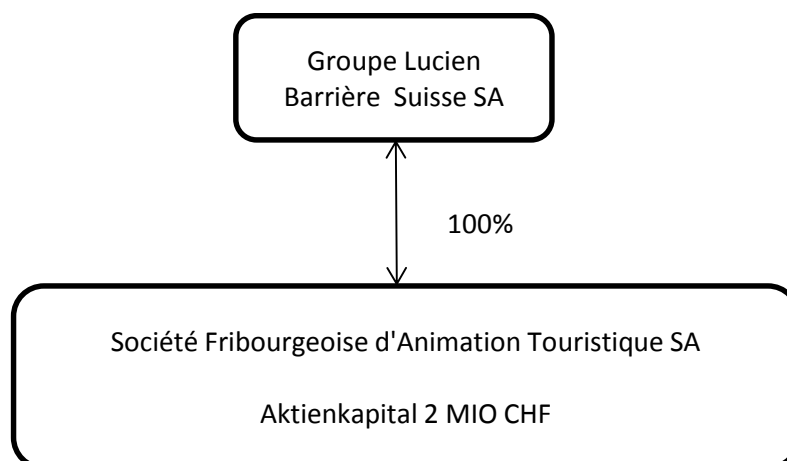 Groupe Lucien
Barrière Suisse SA
100%
Société Fribourgeoise d'Animation Touristique SA
Aktienkapital 2 MIO CHF